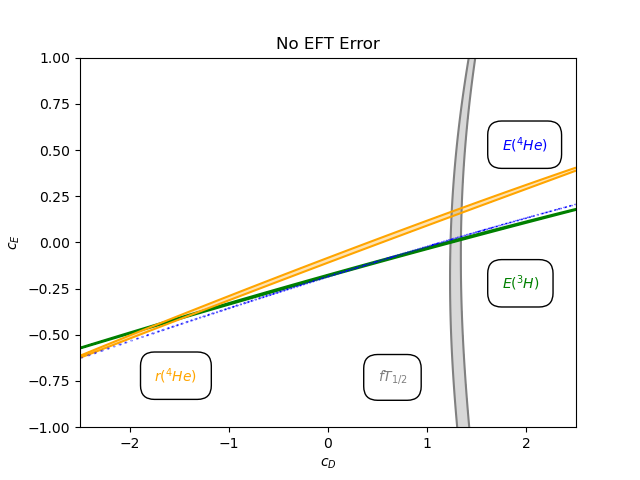 No EFT Error
1.00
0.75
0.50
0.25
0.00
−0.25
−0.50
−0.75
−1.00
c_E
E(⁴He)
E(³H)
r(⁴He)
fT₁/₂
−2
−1
0
1
2
c_D